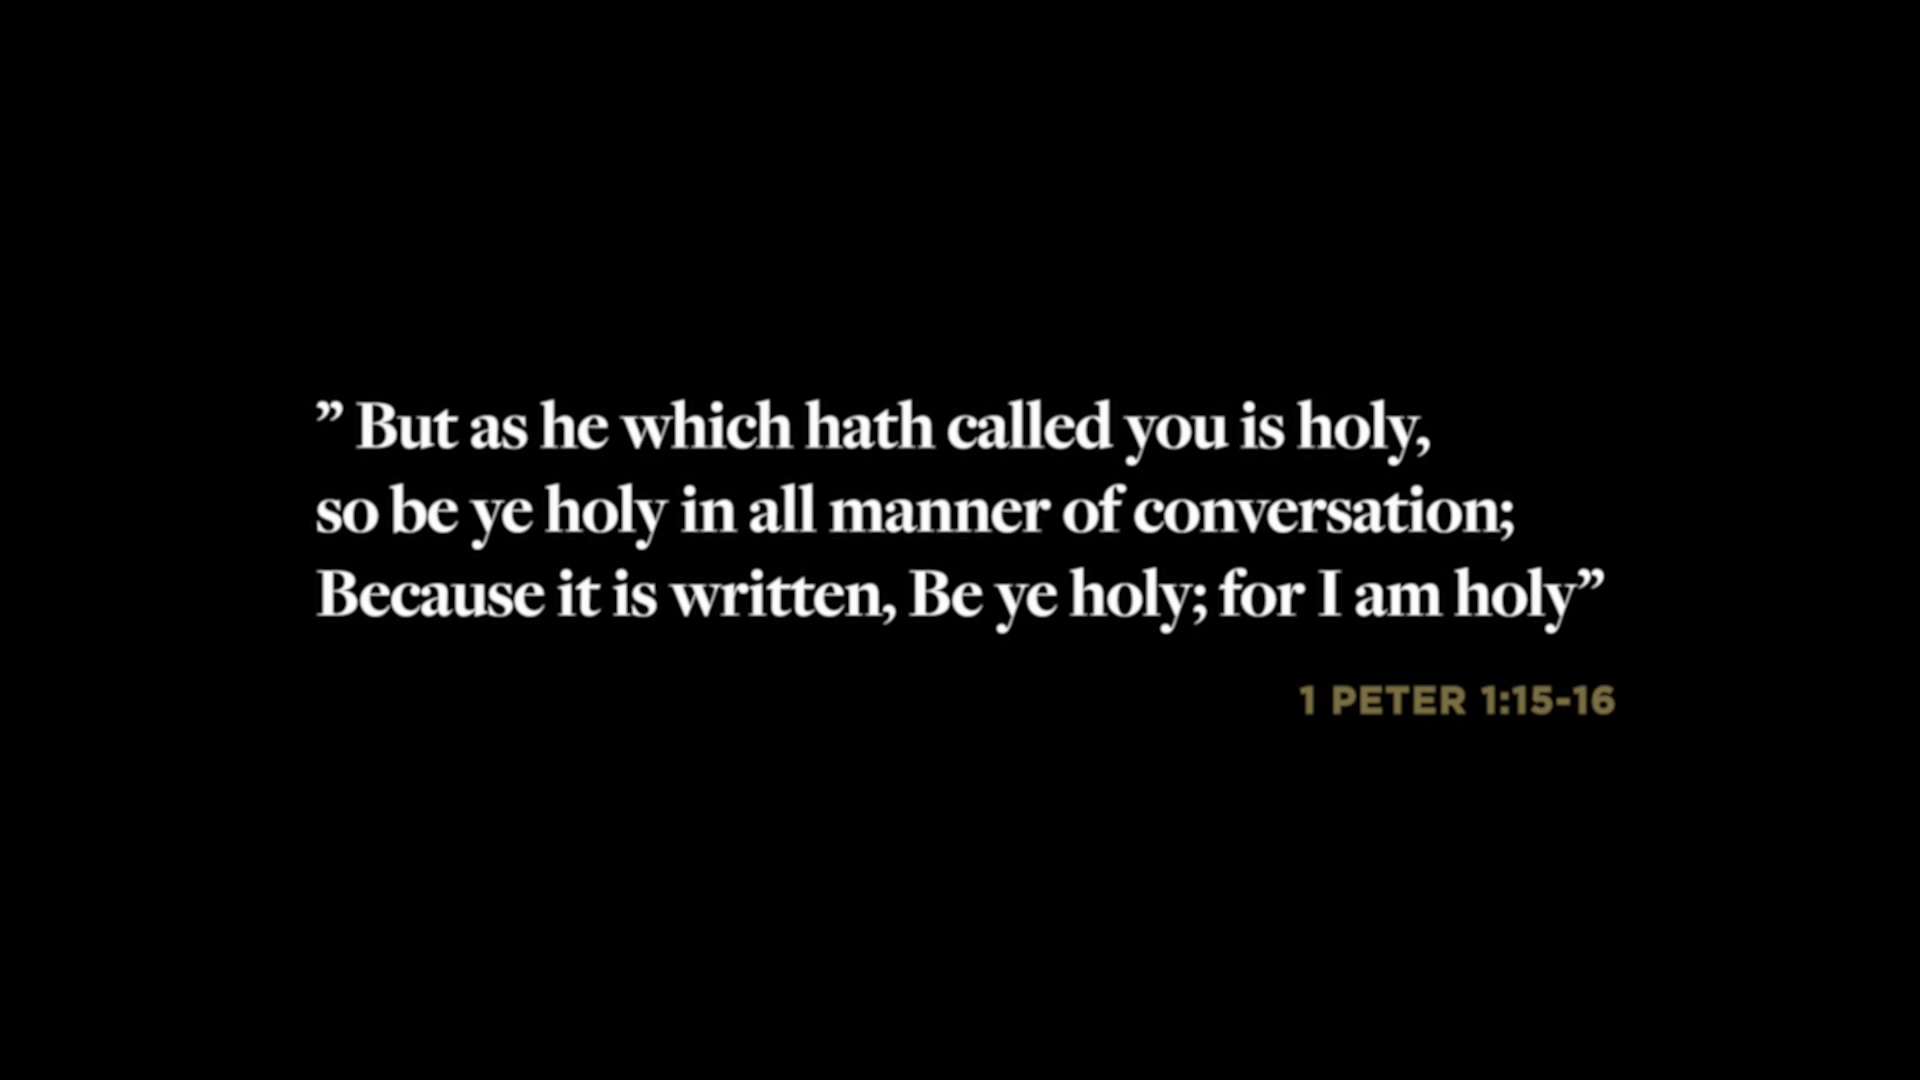 ” But as he which hath called you is holy,
so be ye holy in all manner of conversation;
Because it is written, Be ye holy; for I am holy”
1 PETER 1:15-16